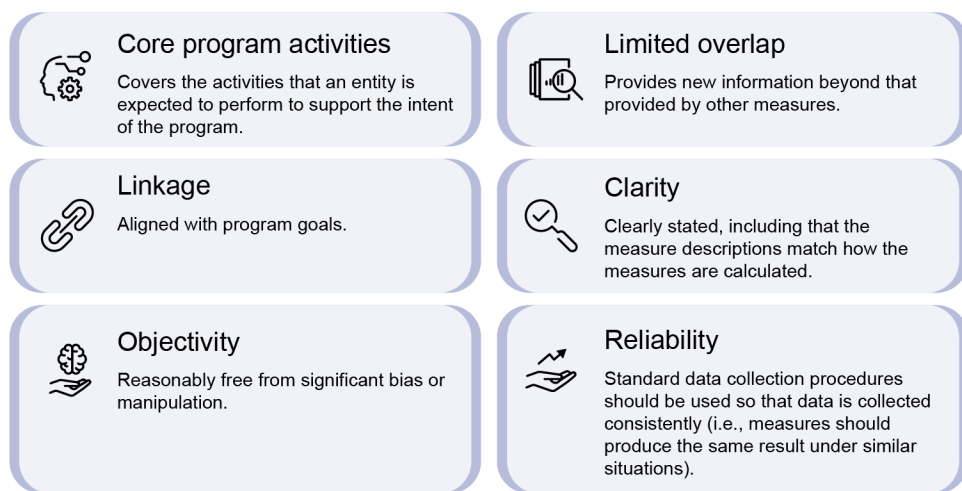 Core program activities
Covers the activities that an entity is
expected to perform to support the intent
of the program.
Limited overlap
Provides new information beyond that
provided by other measures.
Linkage
Aligned with program goals.
Clarity
Clearly stated, including that the
measure descriptions match how the
measures are calculated.
Objectivity
Reasonably free from significant bias or
manipulation.
Reliability
Standard data collection procedures
should be used so that data is collected
consistently (i.e., measures should
produce the same result under similar
situations).